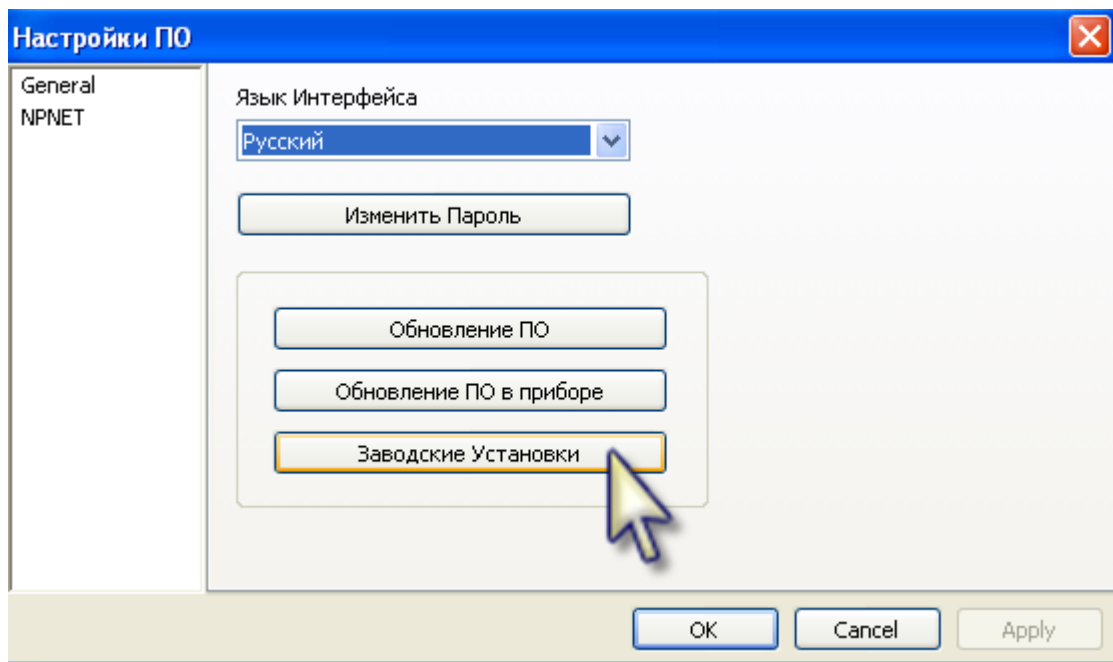 Настройки ПО
General
NPNET
Язык Интерфейса
Русский
Изменить Пароль
Обновление ПО
Обновление ПО в приборе
Заводские Установки
OK
Cancel
Apply